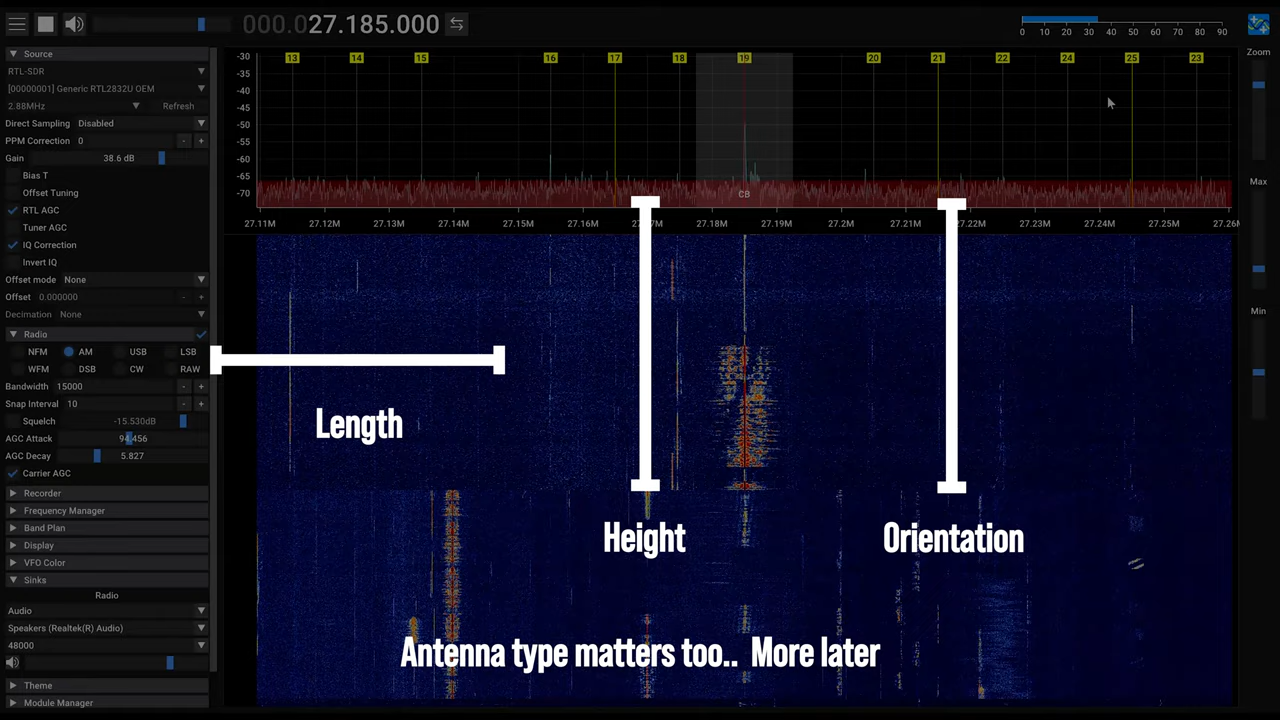 000.027.185.000
0 10 20 30 40 50 60 70 80 90
Source
RTL-SDR
[00000001] Generic RTL2832U OEM
2.88MHz Refresh
Direct Sampling Disabled
PPM Correction 0 - +
Gain 38.6 dB
Bias T
Offset Tuning
RTL AGC
Tuner AGC
IQ Correction
Invert IQ
Offset mode None
Offset 0.000000 - +
Decimation None
Radio
NFM AM USB LSB
WFM DSB CW RAW
Bandwidth 15000 - +
Snap Interval 10 - +
Squelch -15.530dB
AGC Attack 94.456
AGC Decay 5.827
Carrier AGC
Recorder
Frequency Manager
Band Plan
Display
VFO Color
Sinks
Radio
Audio
Speakers (Realtek(R) Audio)
48000
Theme
Module Manager
13 14 15 16 17 18 19 20 21 22 24 25 23
-30
-35
-40
-45
-50
-55
-60
-65
-70
CB
27.11M 27.12M 27.13M 27.14M 27.15M 27.16M 27.18M 27.19M 27.2M 27.21M 27.22M 27.23M 27.24M 27.25M
Zoom
Max
Min
Length
Height
Orientation
Antenna type matters too.. More later